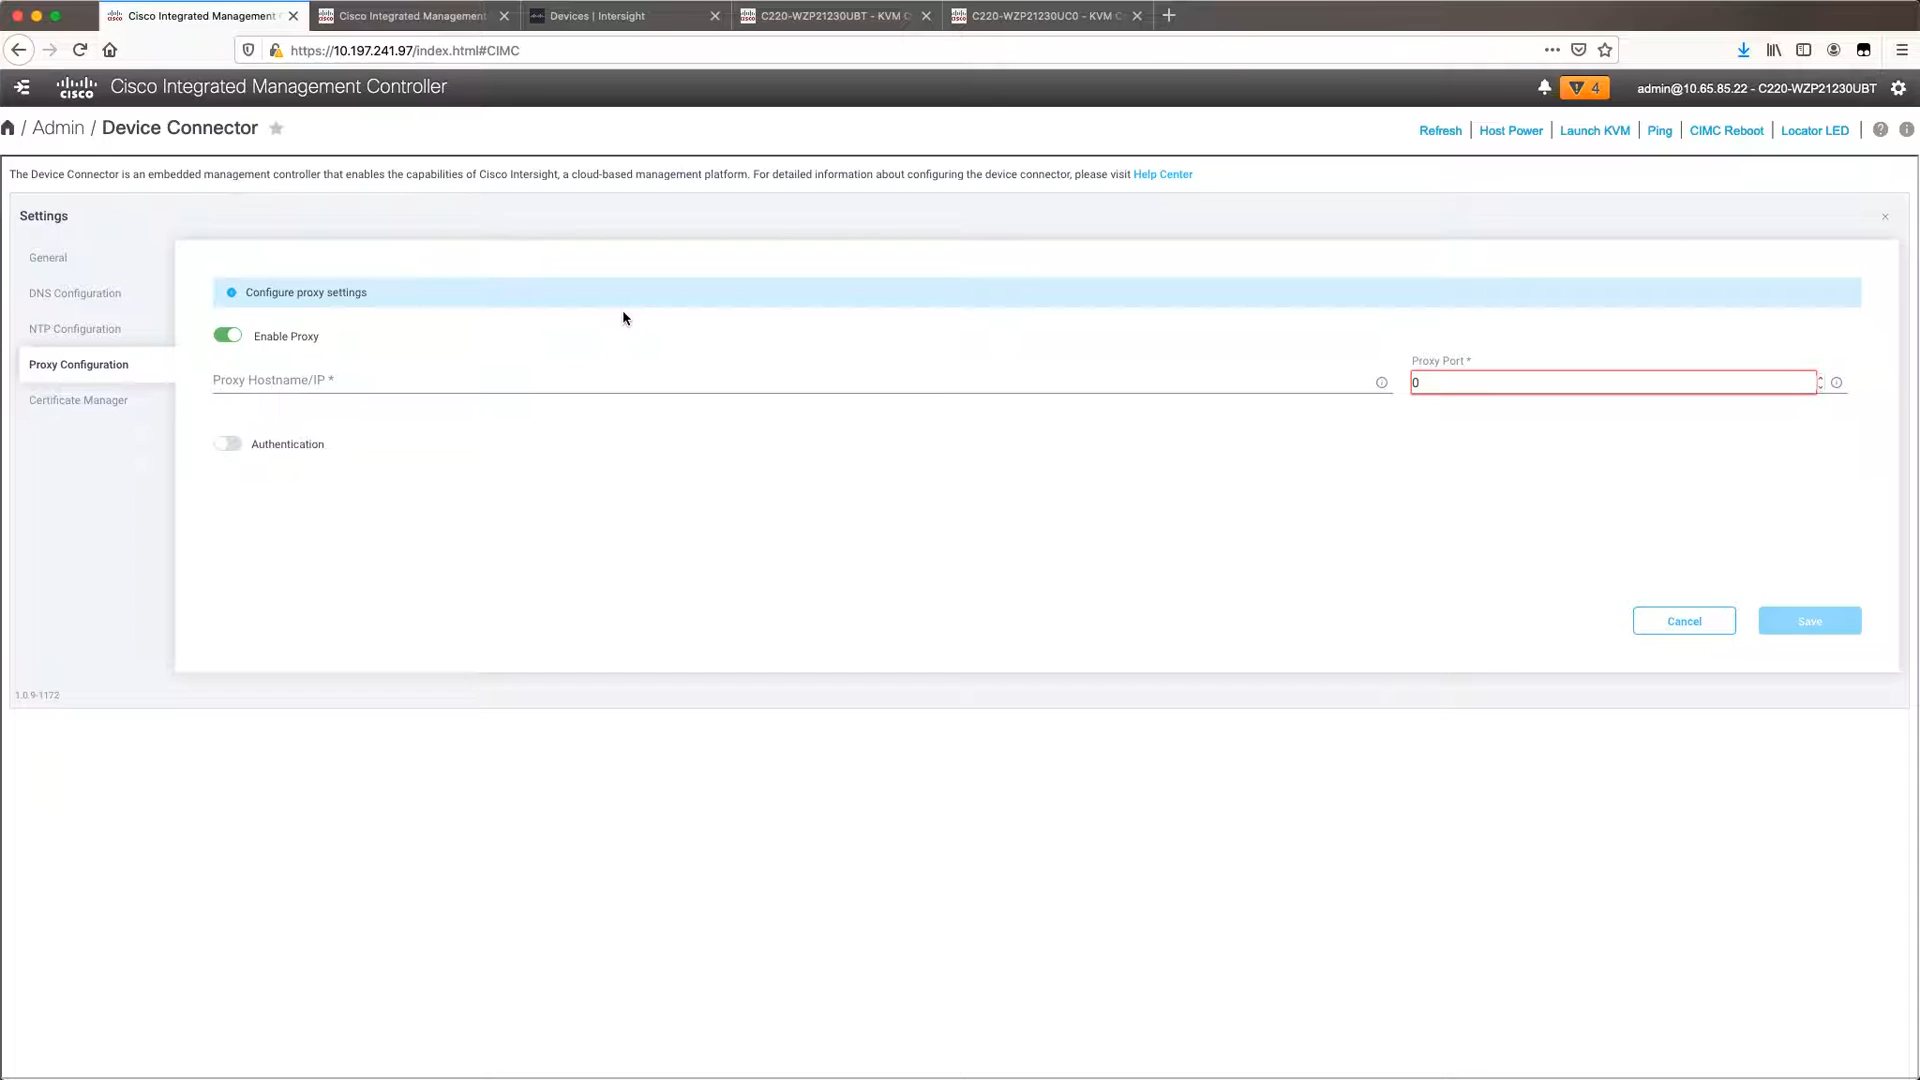 Cisco Integrated Management
Cisco Integrated Management
Devices | Intersight
C220-WZP21230UBT - KVM C
C220-WZP21230UC0 - KVM C
https://10.197.241.97/index.html#CIMC
cisco
Cisco Integrated Management Controller
4
admin@10.65.85.22 - C220-WZP21230UBT
/ Admin / Device Connector
Refresh | Host Power | Launch KVM | Ping | CIMC Reboot | Locator LED
The Device Connector is an embedded management controller that enables the capabilities of Cisco Intersight, a cloud-based management platform. For detailed information about configuring the device connector, please visit Help Center
Settings
General
DNS Configuration
NTP Configuration
Proxy Configuration
Certificate Manager
Configure proxy settings
Enable Proxy
Proxy Hostname/IP *
Proxy Port *
0
Authentication
Cancel
Save
1.0.9-1172